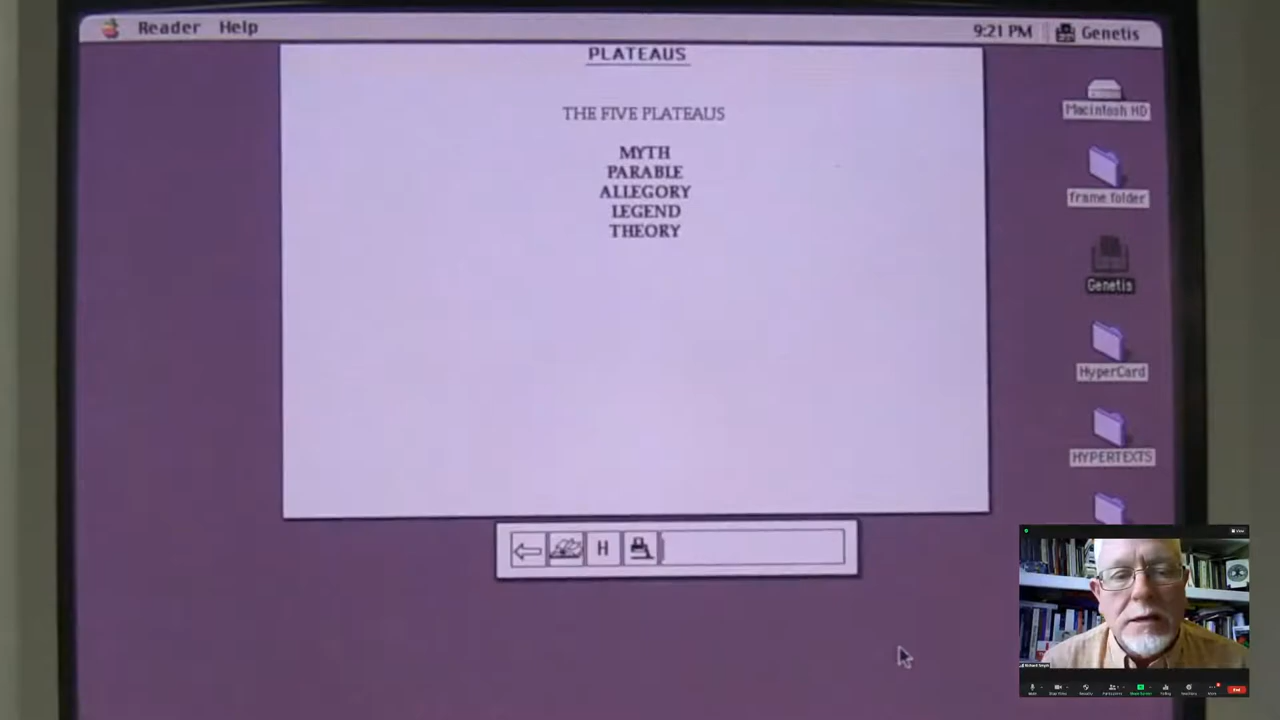 Reader Help
9:21 PM Genetis
PLATEAUS
THE FIVE PLATEAUS
MYTH
PARABLE
ALLEGORY
LEGEND
THEORY
H
Macintosh HD
frame folder
Genetis
HyperCard
HYPERTEXTS